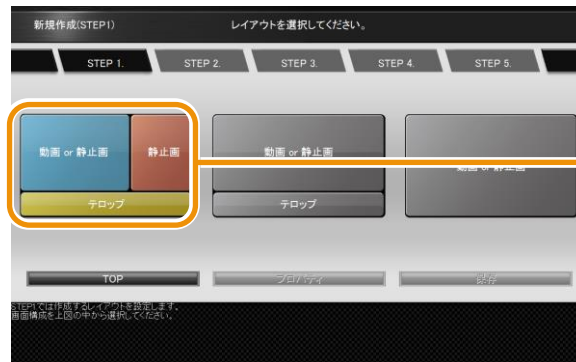 新規作成(STEP1)
レイアウトを選択してください。
STEP 1.
STEP 2.
STEP 3.
STEP 4.
STEP 5.
動画 or 静止画
静止画
テロップ
動画 or 静止画
テロップ
動画 or 静止画
TOP
プロパティ
保存
STEP1では作成するレイアウトを設定します。
画面構成を上図の中から選択してください。